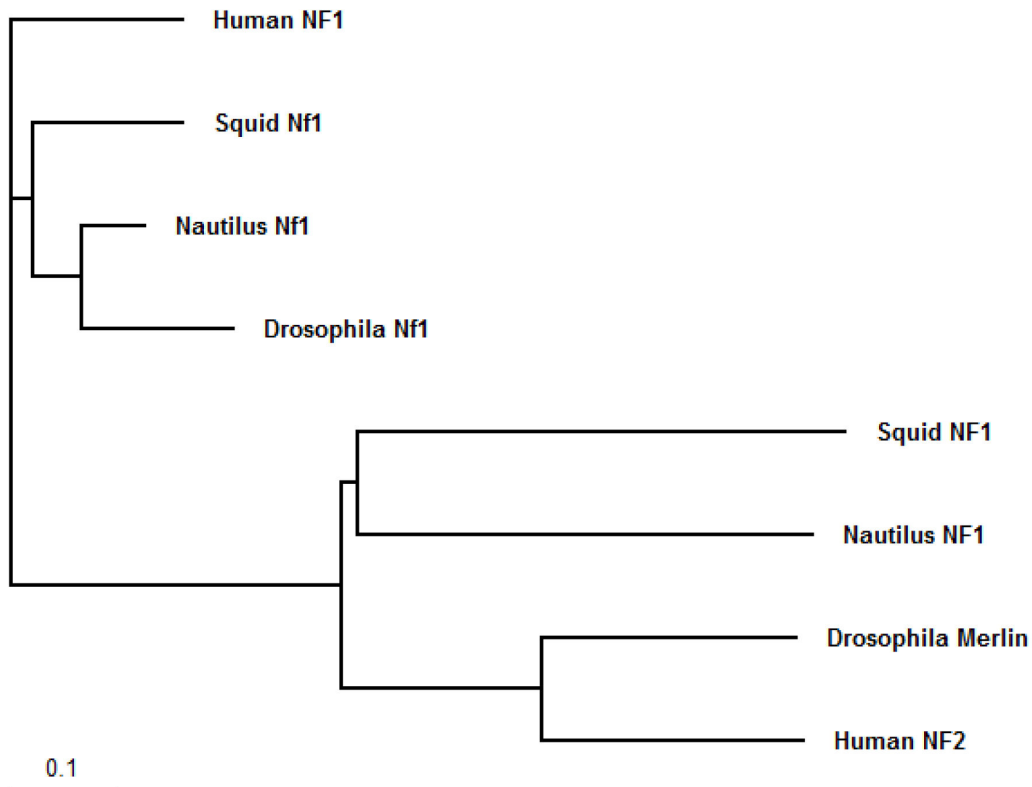 Human NF1
Squid Nf1
Nautilus Nf1
Drosophila Nf1
Squid NF1
Nautilus NF1
Drosophila Merlin
Human NF2
0.1